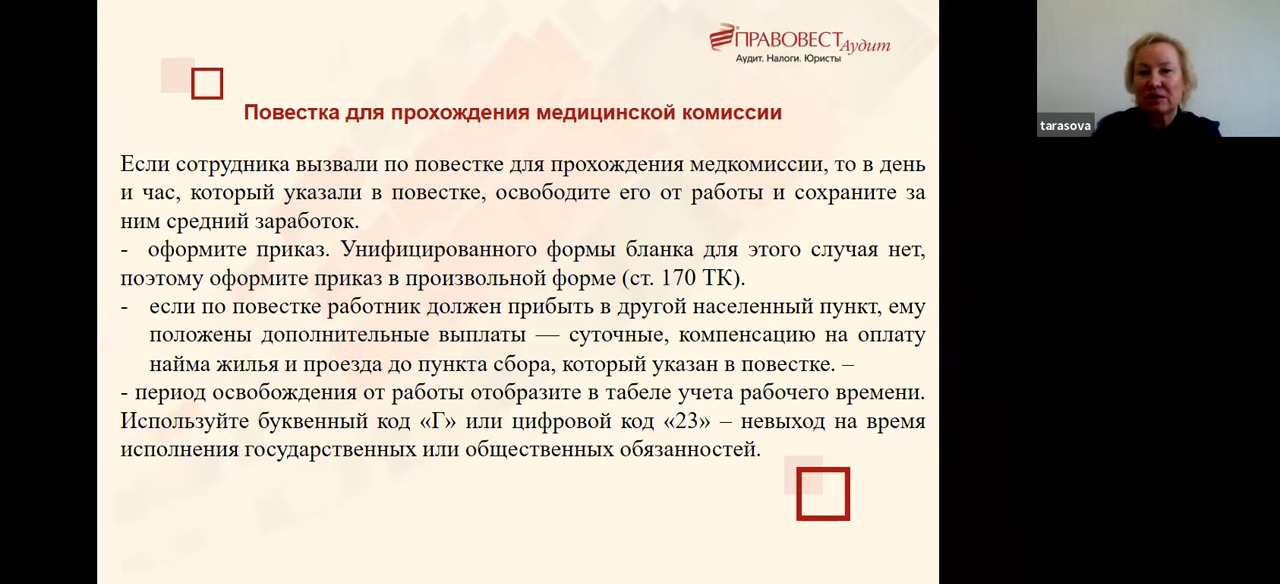 ПРАВОВЕСТ Аудит
Аудит. Налоги. Юристы
tarasova
Повестка для прохождения медицинской комиссии
Если сотрудника вызвали по повестке для прохождения медкомиссии, то в день
и час, который указали в повестке, освободите его от работы и сохраните за
ним средний заработок.
- оформите приказ. Унифицированного формы бланка для этого случая нет,
поэтому оформите приказ в произвольной форме (ст. 170 ТК).
- если по повестке работник должен прибыть в другой населенный пункт, ему
положены дополнительные выплаты — суточные, компенсацию на оплату
найма жилья и проезда до пункта сбора, который указан в повестке. –
- период освобождения от работы отобразите в табеле учета рабочего времени.
Используйте буквенный код «Г» или цифровой код «23» – невыход на время
исполнения государственных или общественных обязанностей.